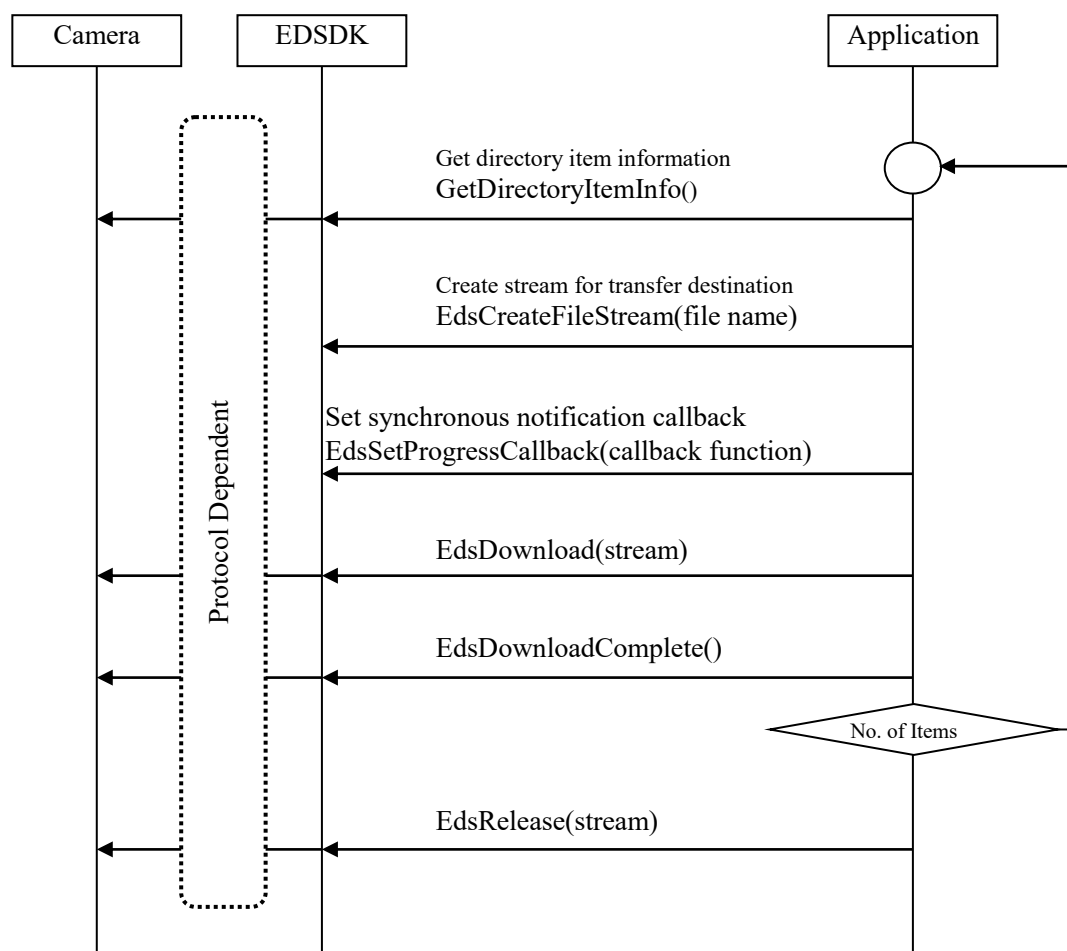 Camera
EDSDK
Application
Get directory item information
GetDirectoryItemInfo()
Create stream for transfer destination
EdsCreateFileStream(file name)
Set synchronous notification callback
EdsSetProgressCallback(callback function)
Protocol Dependent
EdsDownload(stream)
EdsDownloadComplete()
No. of Items
EdsRelease(stream)